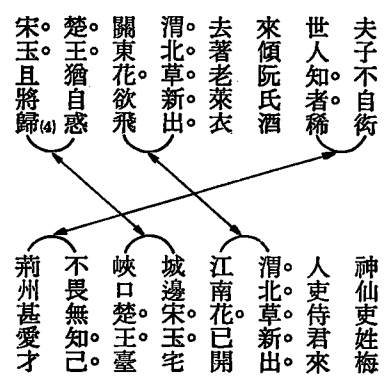 夫子不自衒
世人知者稀
來傾阮氏酒
去著老萊衣
渭北草新出
關東花欲飛
楚王猶自惑
宋玉且將歸(4)
神仙吏姓梅
人吏侍君來
渭北草新出
江南花已開
城邊宋玉宅
峽口楚王臺
不畏無知己
荊州甚愛才